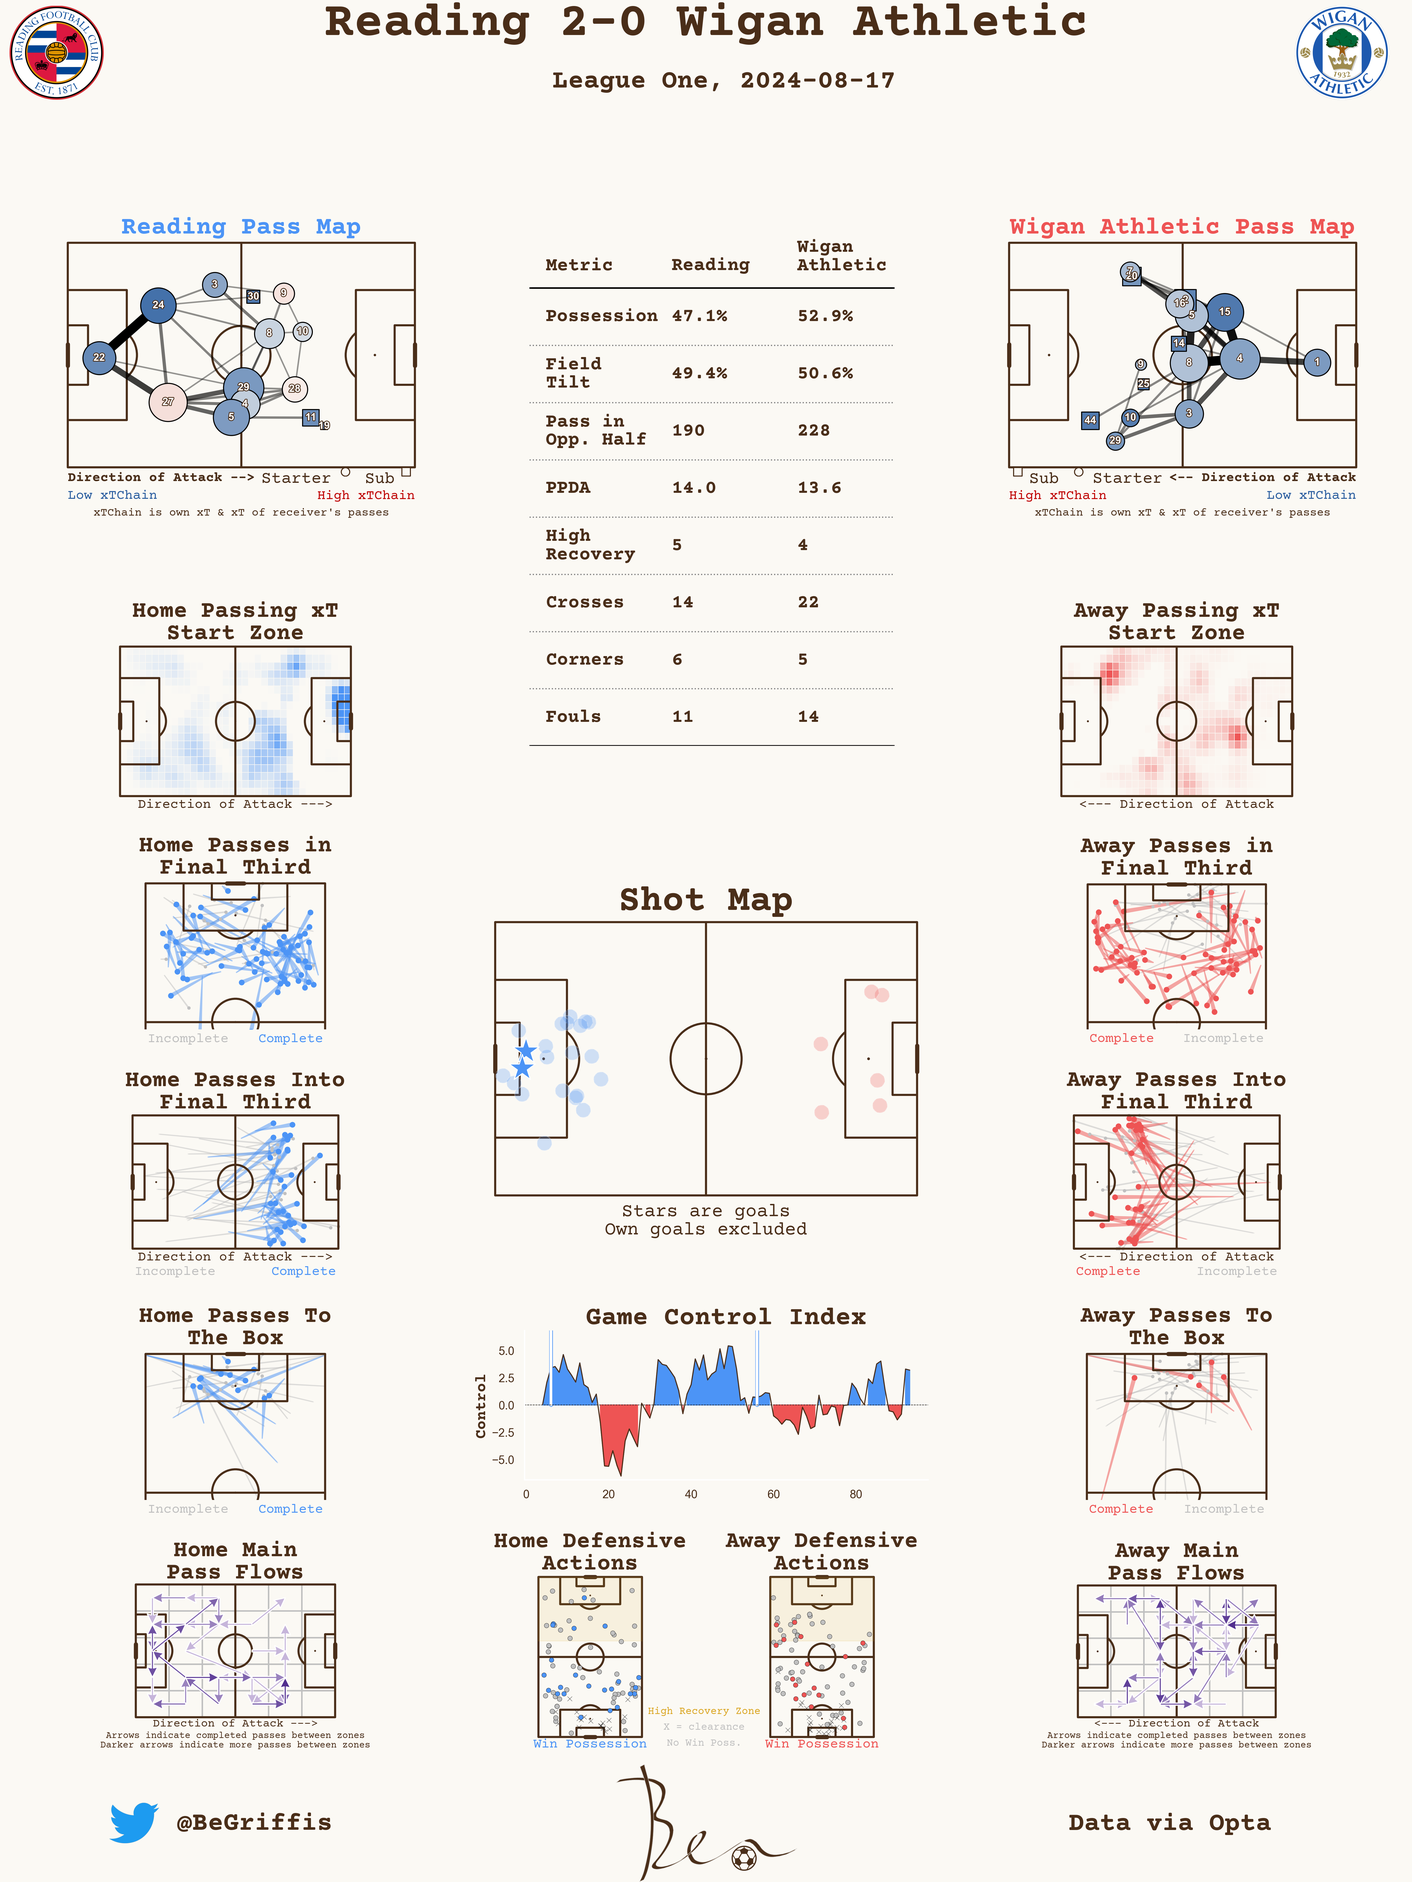 Reading 2-0 Wigan Athletic
League One, 2024-08-17
READING FOOTBALL CLUB
EST. 1871
WIGAN
1932
ATHLETIC
Reading Pass Map
3
30
9
24
8
10
22
29
28
27
4
5
11
19
Direction of Attack --> Starter Sub
Low xTChain High xTChain
xTChain is own xT & xT of receiver's passes
Metric Reading Wigan
Athletic
Possession 47.1% 52.9%
Field
Tilt 49.4% 50.6%
Pass in
Opp. Half 190 228
PPDA 14.0 13.6
High
Recovery 5 4
Crosses 14 22
Corners 6 5
Fouls 11 14
Wigan Athletic Pass Map
7
20
16
5
15
14
8
4
1
9
25
44
10
3
29
Sub Starter <-- Direction of Attack
High xTChain Low xTChain
xTChain is own xT & xT of receiver's passes
Home Passing xT
Start Zone
Direction of Attack --->
Away Passing xT
Start Zone
<--- Direction of Attack
Home Passes in
Final Third
Incomplete Complete
Away Passes in
Final Third
Complete Incomplete
Shot Map
Stars are goals
Own goals excluded
Home Passes Into
Final Third
Direction of Attack --->
Incomplete Complete
Away Passes Into
Final Third
<--- Direction of Attack
Complete Incomplete
Home Passes To
The Box
Incomplete Complete
Game Control Index
Control
5.0
2.5
0.0
−2.5
−5.0
0 20 40 60 80
Away Passes To
The Box
Complete Incomplete
Home Main
Pass Flows
Direction of Attack --->
Arrows indicate completed passes between zones
Darker arrows indicate more passes between zones
Home Defensive
Actions
Win Possession
High Recovery Zone
X = clearance
No Win Poss.
Away Defensive
Actions
Win Possession
Away Main
Pass Flows
<--- Direction of Attack
Arrows indicate completed passes between zones
Darker arrows indicate more passes between zones
@BeGriffis
Ben
Data via Opta